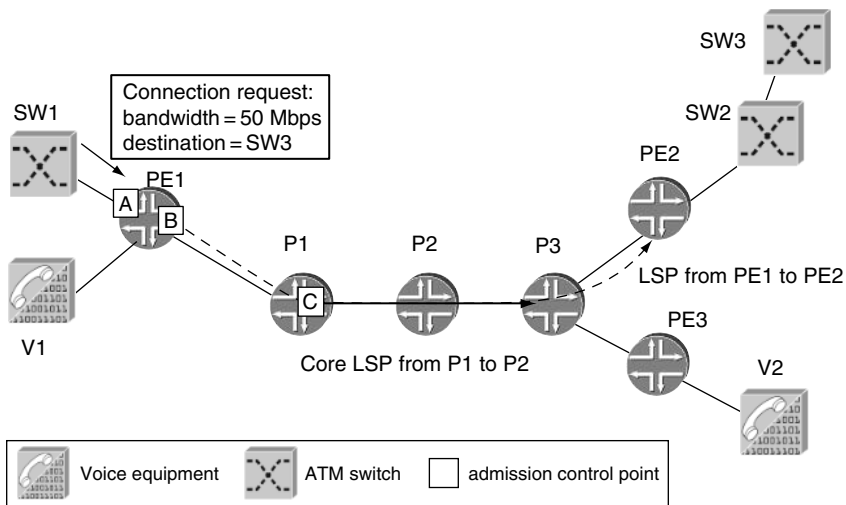 SW3
Connection request:
bandwidth = 50 Mbps
destination = SW3
SW1
SW2
PE1
PE2
A
B
P1
P2
P3
LSP from PE1 to PE2
C
V1
Core LSP from P1 to P2
PE3
V2
Voice equipment
ATM switch
admission control point